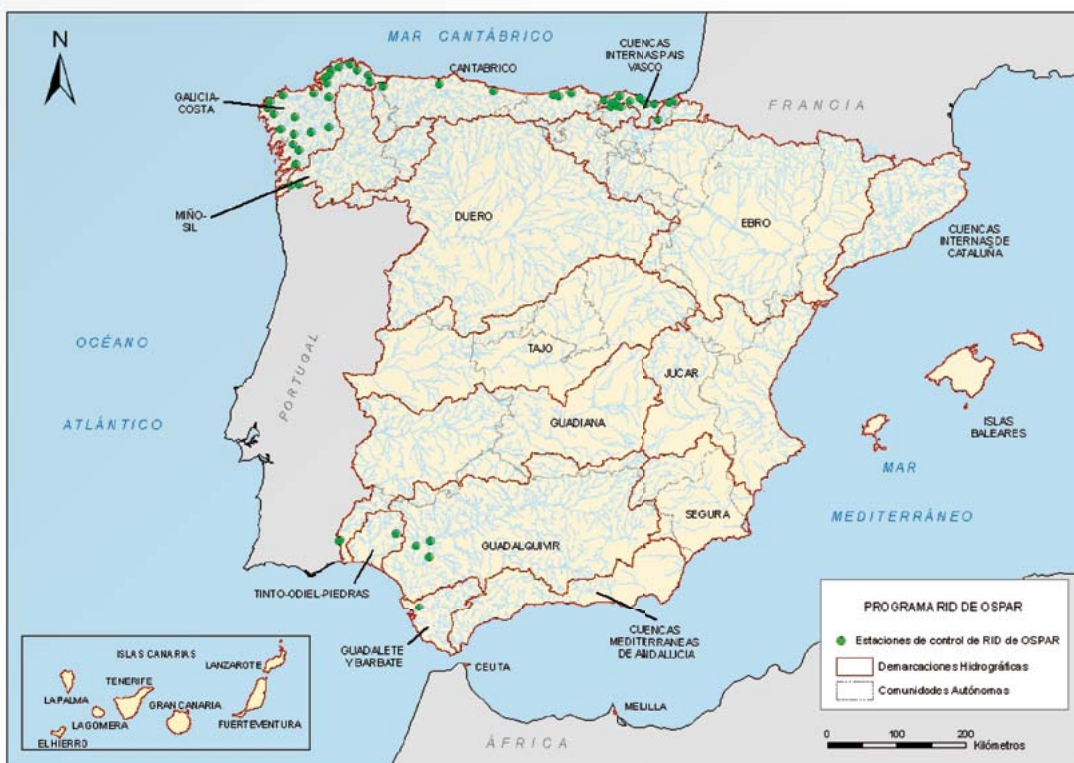 N
MAR CANTÁBRICO
CANTABRICO
CUENCAS
INTERNAS PAIS
VASCO
GALICIA-
COSTA
FRANCIA
MIÑO-
SIL
DUERO
EBRO
CUENCAS
INTERNAS DE
CATALUÑA
OCÉANO
ATLÁNTICO
PORTUGAL
TAJO
JUCAR
GUADIANA
ISLAS
BALEARES
MAR
MEDITERRÁNEO
SEGURA
GUADALQUIVIR
TINTO-ODIEL-PIEDRAS
GUADALETE
Y BARBATE
CUENCAS
MEDITERRANEAS
DE ANDALUCIA
CEUTA
MELILLA
ÁFRICA
ISLAS CANARIAS
LANZAROTE
TENERIFE
LA PALMA
GRAN CANARIA
LA GOMERA
FUERTEVENTURA
EL HIERRO
PROGRAMA RID DE OSPAR
Estaciones de control de RID de OSPAR
Demarcaciones Hidrográficas
Comunidades Autónomas
0 100 200
Kilómetros